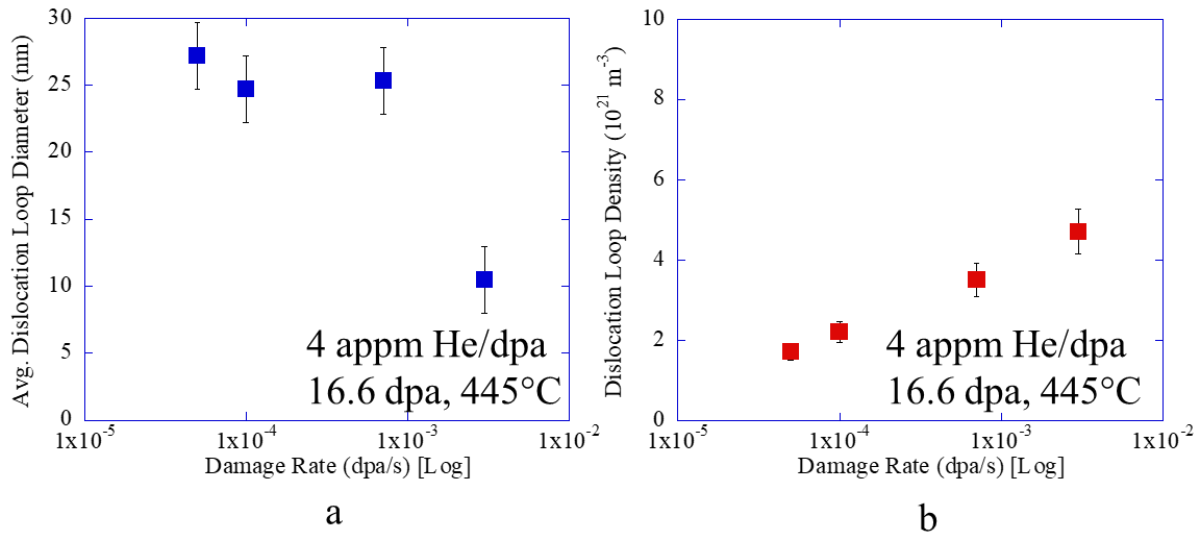 Avg. Dislocation Loop Diameter (nm)
30
25
20
15
10
5
0
4 appm He/dpa
16.6 dpa, 445°C
1x10⁻⁵
1x10⁻⁴
1x10⁻³
1x10⁻²
Damage Rate (dpa/s) [Log]
a
Dislocation Loop Density (10²¹ m⁻³)
10
8
6
4
2
0
4 appm He/dpa
16.6 dpa, 445°C
1x10⁻⁵
1x10⁻⁴
1x10⁻³
1x10⁻²
Damage Rate (dpa/s) [Log]
b